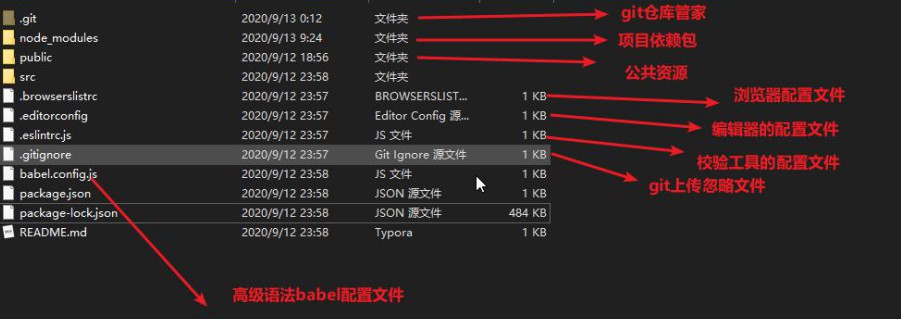 .git 2020/9/13 0:12 文件夹 git仓库管家
node_modules 2020/9/13 9:24 文件夹 项目依赖包
public 2020/9/12 18:56 文件夹 公共资源
src 2020/9/12 23:58 文件夹
.browserslistrc 2020/9/12 23:57 BROWSERSLIST... 1 KB 浏览器配置文件
.editorconfig 2020/9/12 23:57 Editor Config 源... 1 KB 编辑器的配置文件
.eslintrc.js 2020/9/12 23:57 JS 文件 1 KB 校验工具的配置文件
.gitignore 2020/9/12 23:57 Git Ignore 源文件 1 KB git上传忽略文件
babel.config.js 2020/9/12 23:58 JS 文件 1 KB
package.json 2020/9/12 23:58 JSON 源文件 1 KB
package-lock.json 2020/9/12 23:58 JSON 源文件 484 KB
README.md 2020/9/12 23:58 Typora 1 KB
高级语法babel配置文件